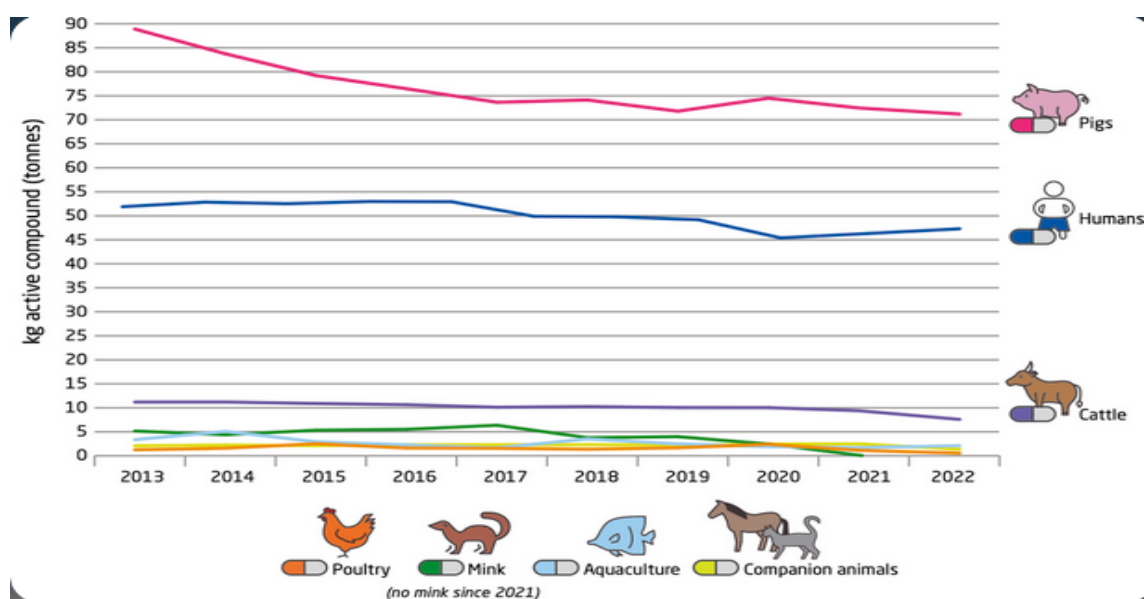 kg active compound (tonnes)
90
85
80
75
70
65
60
55
50
45
40
35
30
25
20
15
10
5
0
2013 2014 2015 2016 2017 2018 2019 2020 2021 2022
Pigs
Humans
Cattle
Poultry Mink Aquaculture Companion animals
(no mink since 2021)